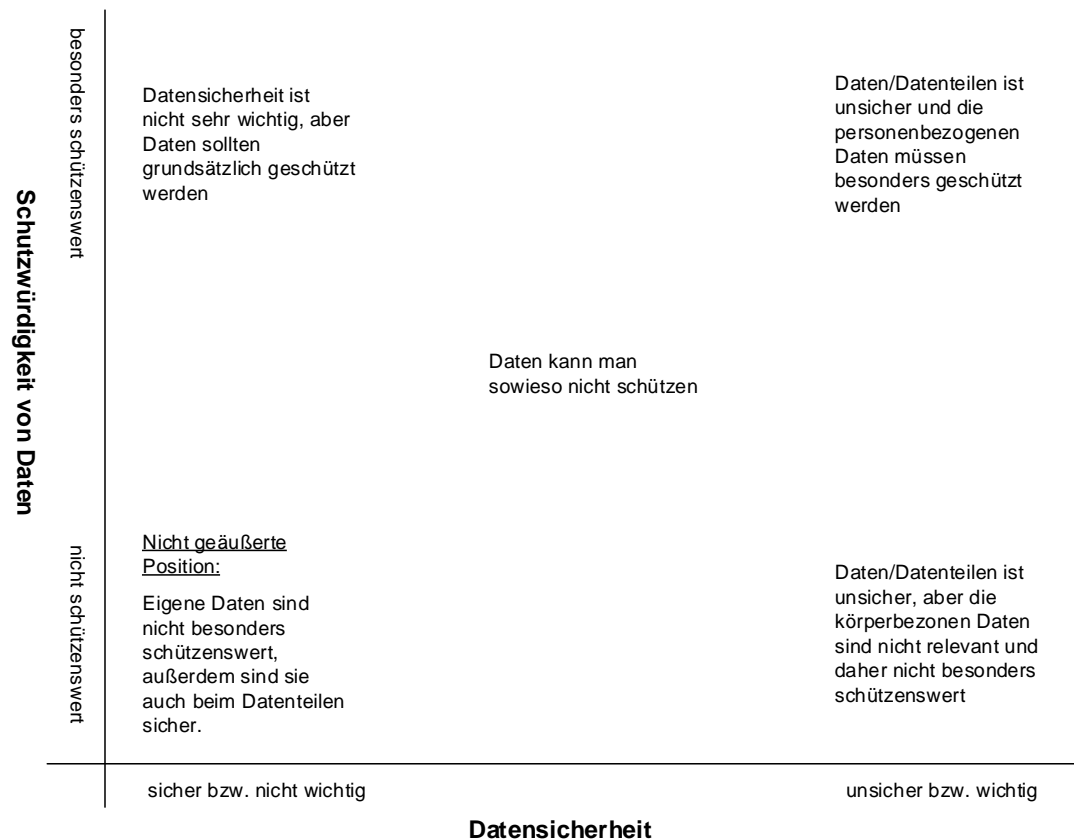 Schutzwürdigkeit von Daten
besonders schützenswert
nicht schützenswert
Datensicherheit ist
nicht sehr wichtig, aber
Daten sollten
grundsätzlich geschützt
werden
Daten/Datenteilen ist
unsicher und die
personenbezogenen
Daten müssen
besonders geschützt
werden
Daten kann man
sowieso nicht schützen
Nicht geäußerte
Position:
Eigene Daten sind
nicht besonders
schützenswert,
außerdem sind sie
auch beim Datenteilen
sicher.
Daten/Datenteilen ist
unsicher, aber die
körperbezonen Daten
sind nicht relevant und
daher nicht besonders
schützenswert
sicher bzw. nicht wichtig
unsicher bzw. wichtig
Datensicherheit